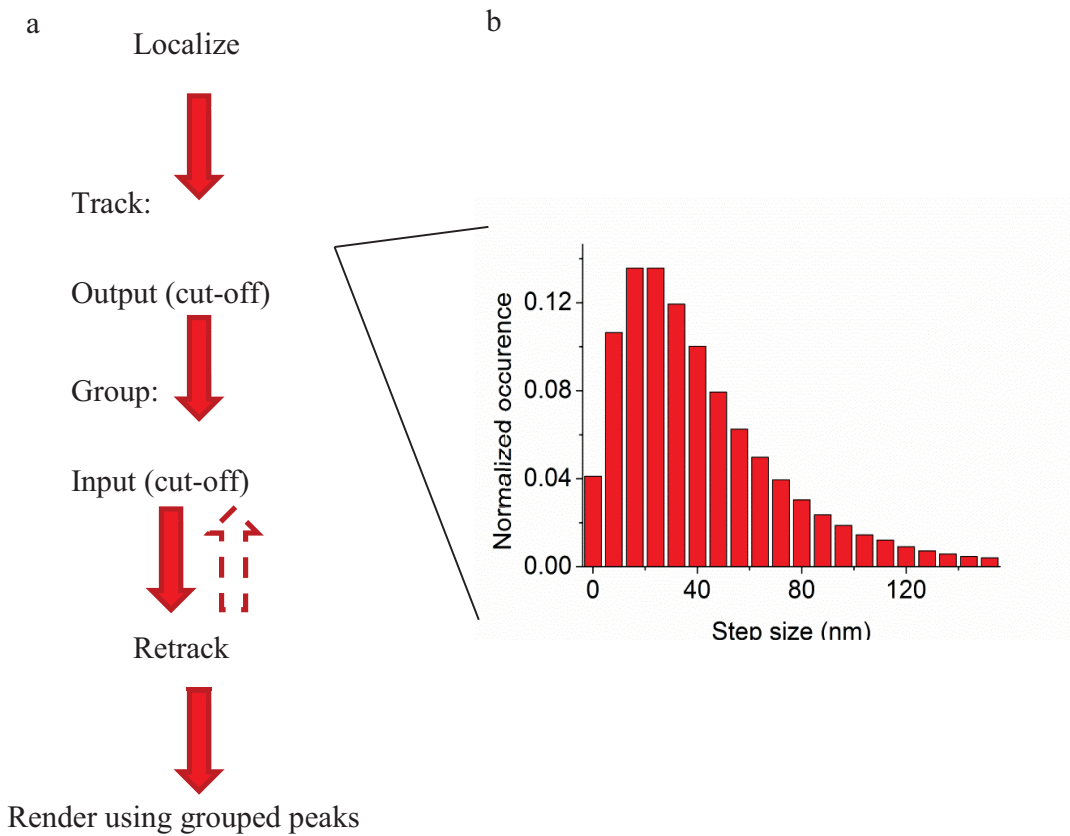 a
Localize
Track:
Output (cut-off)
Group:
Input (cut-off)
Retrack
Render using grouped peaks
b
Normalized occurence
0.12
0.08
0.04
0.00
0
40
80
120
Step size (nm)